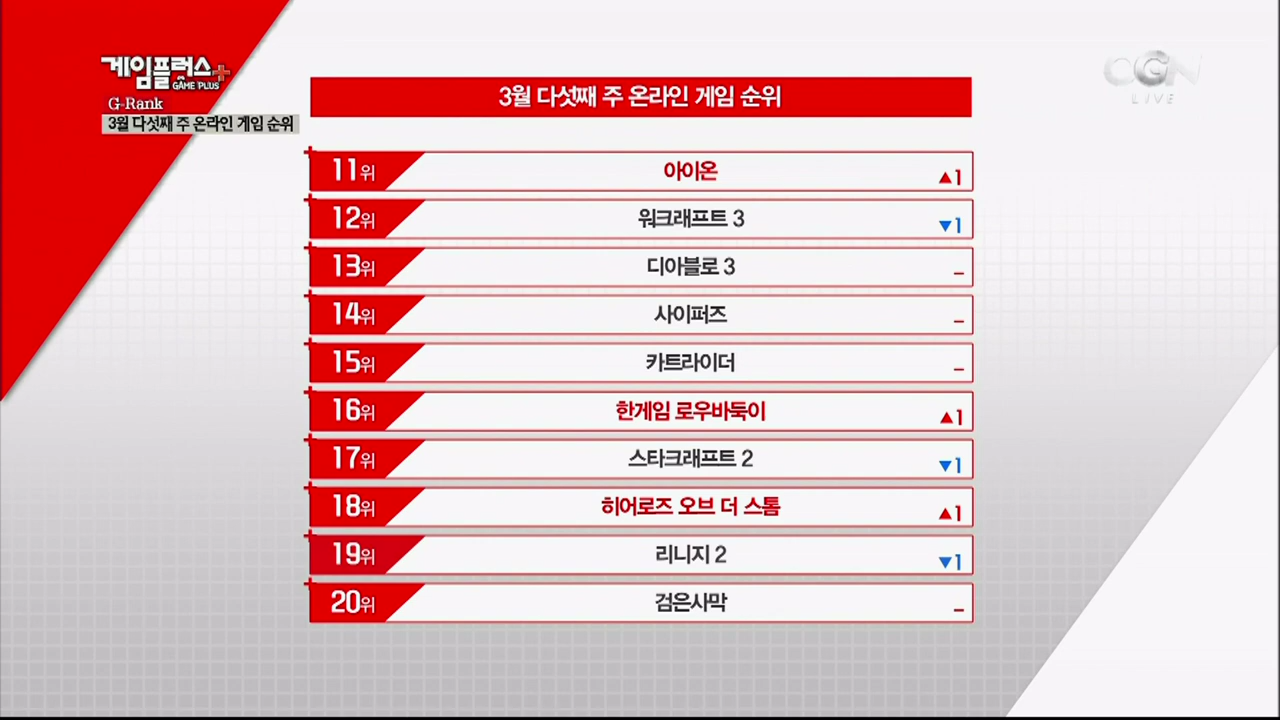 게임플러스+
GAME PLUS
G-Rank
3월 다섯째 주 온라인 게임 순위
OGN
LIVE
3월 다섯째 주 온라인 게임 순위
11위 아이온 ▲1
12위 워크래프트 3 ▼1
13위 디아블로 3 –
14위 사이퍼즈 –
15위 카트라이더 –
16위 한게임 로우바둑이 ▲1
17위 스타크래프트 2 ▼1
18위 히어로즈 오브 더 스톰 ▲1
19위 리니지 2 ▼1
20위 검은사막 –